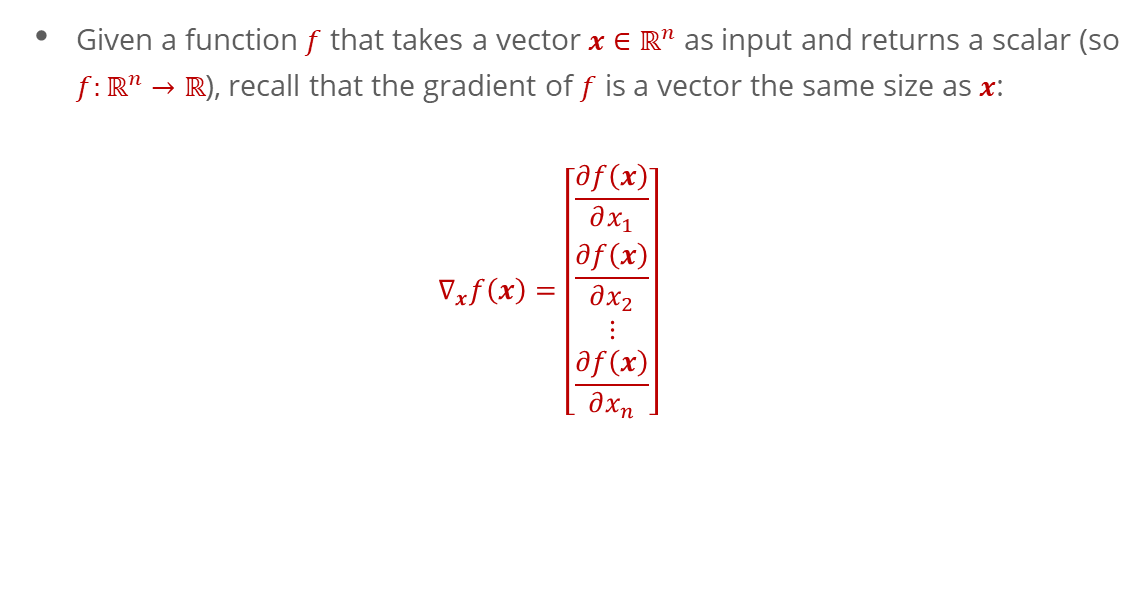 • Given a function f that takes a vector x ∈ ℝⁿ as input and returns a scalar (so
f: ℝⁿ → ℝ), recall that the gradient of f is a vector the same size as x:
∇ₓf(x) = [∂f(x)
∂x₁
∂f(x)
∂x₂
⋮
∂f(x)
∂xₙ]